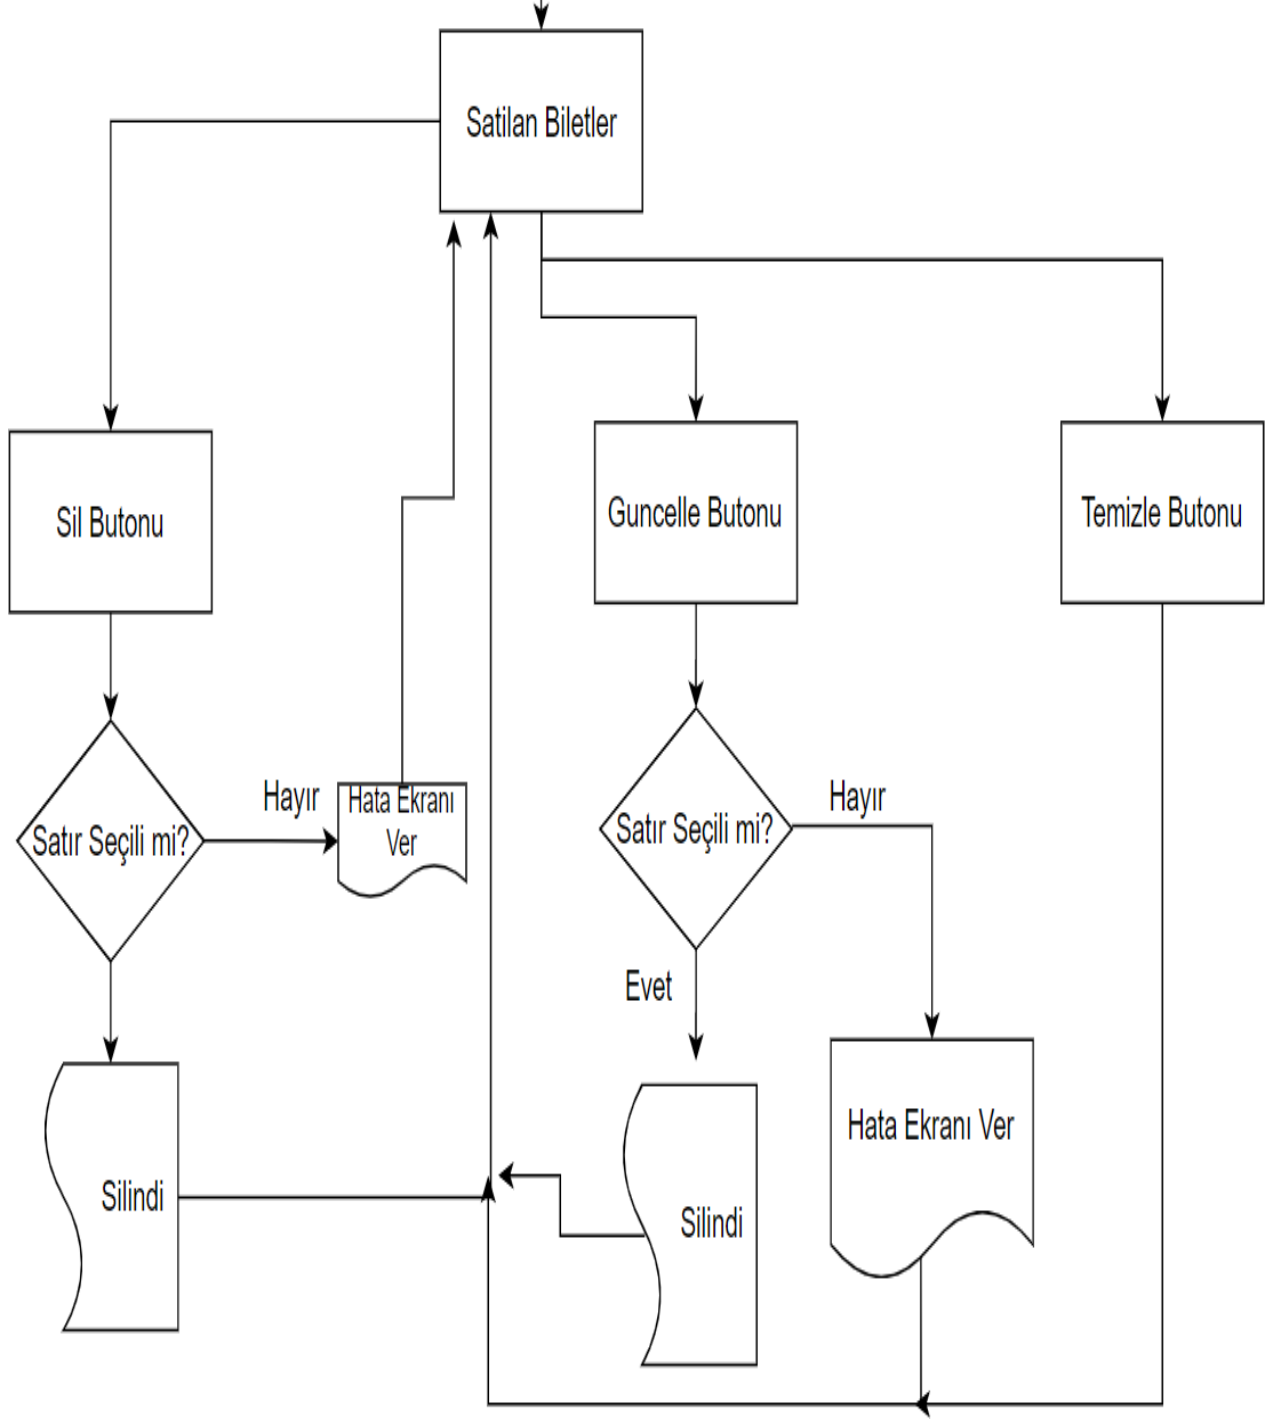 Satilan Biletler
Sil Butonu
Guncelle Butonu
Temizle Butonu
Satır Seçili mi?
Hayır
Hata Ekranı
Ver
Satır Seçili mi?
Hayır
Evet
Silindi
Silindi
Hata Ekranı Ver